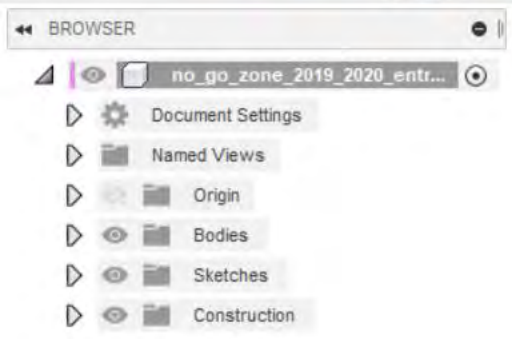 BROWSER
no_go_zone_2019_2020_entr...
Document Settings
Named Views
Origin
Bodies
Sketches
Construction